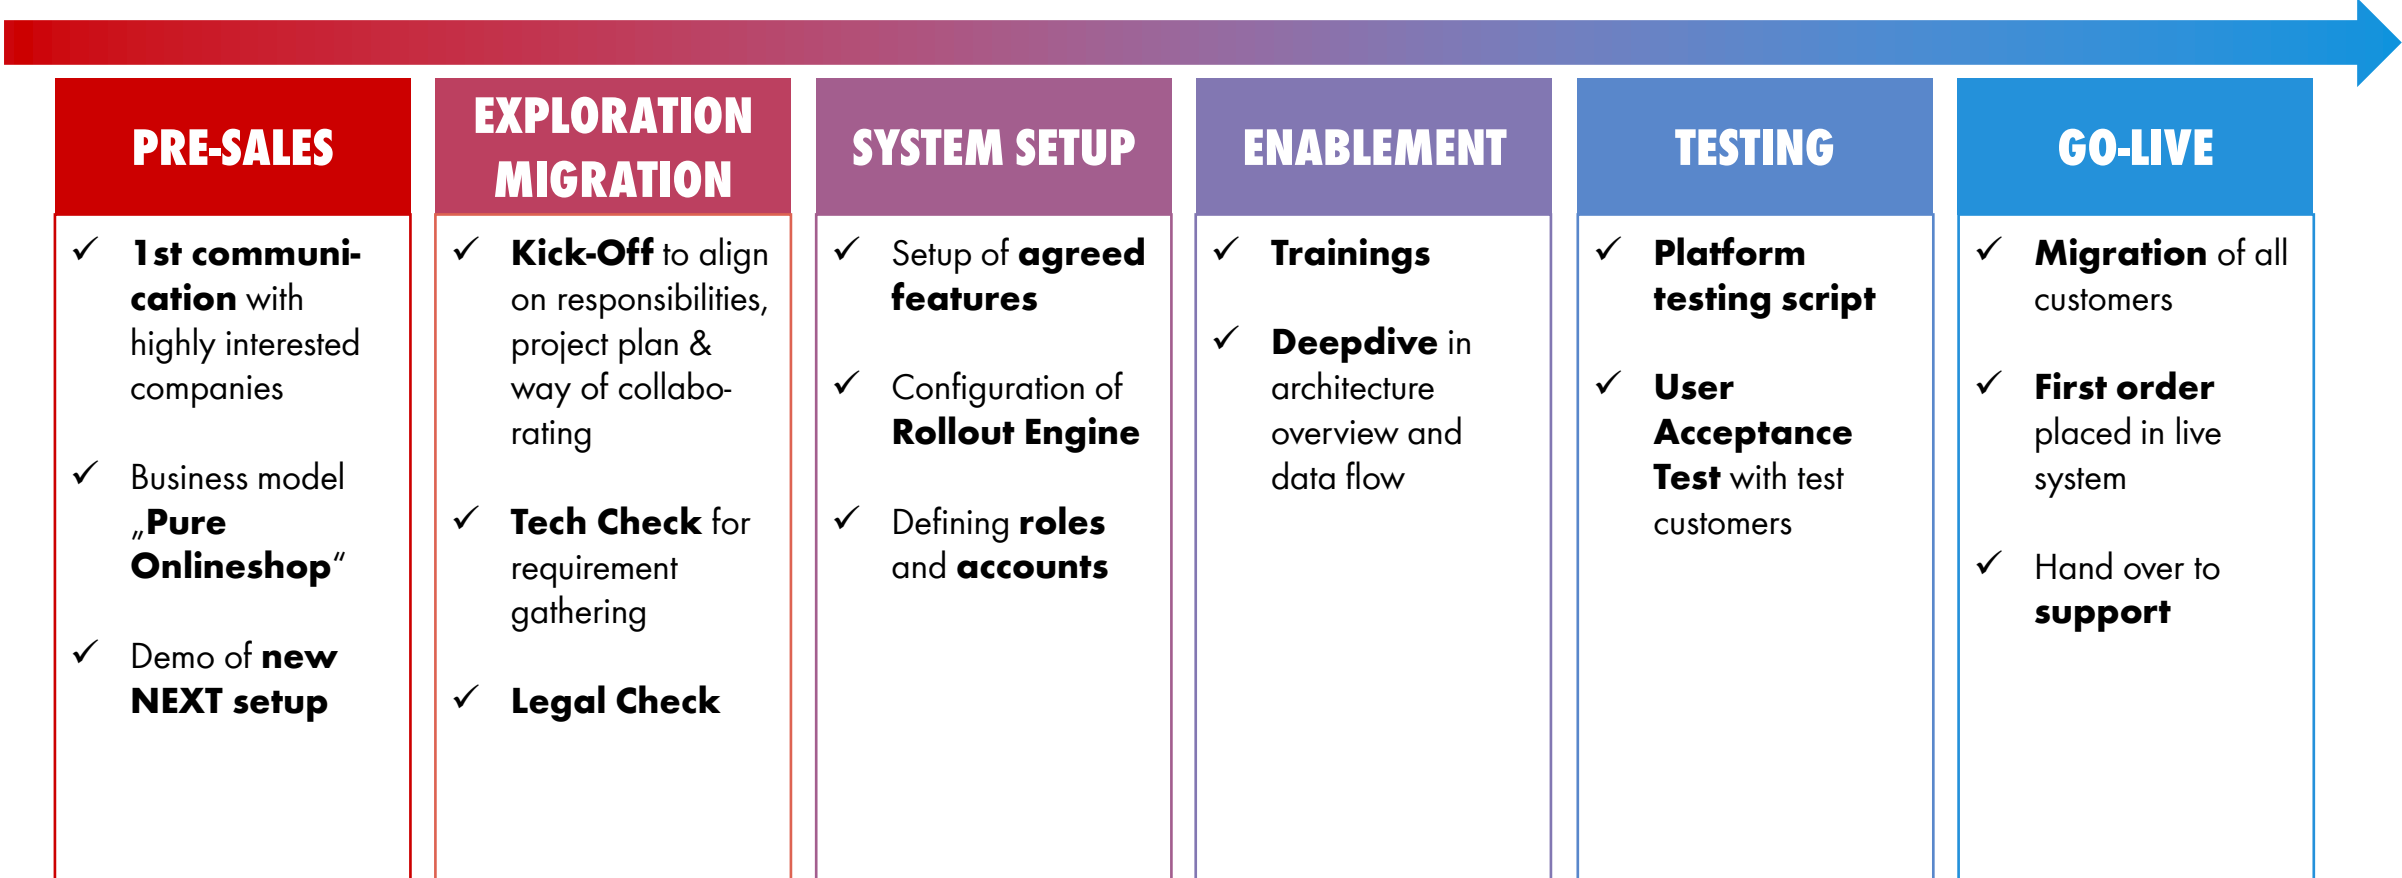 PRE-SALES
✓ 1st communi-
cation with
highly interested
companies
✓ Business model
„Pure
Onlineshop“
✓ Demo of new
NEXT setup
EXPLORATION
MIGRATION
✓ Kick-Off to align
on responsibilities,
project plan &
way of collabo-
rating
✓ Tech Check for
requirement
gathering
✓ Legal Check
SYSTEM SETUP
✓ Setup of agreed
features
✓ Configuration of
Rollout Engine
✓ Defining roles
and accounts
ENABLEMENT
✓ Trainings
✓ Deepdive in
architecture
overview and
data flow
TESTING
✓ Platform
testing script
✓ User
Acceptance
Test with test
customers
GO-LIVE
✓ Migration of all
customers
✓ First order
placed in live
system
✓ Hand over to
support